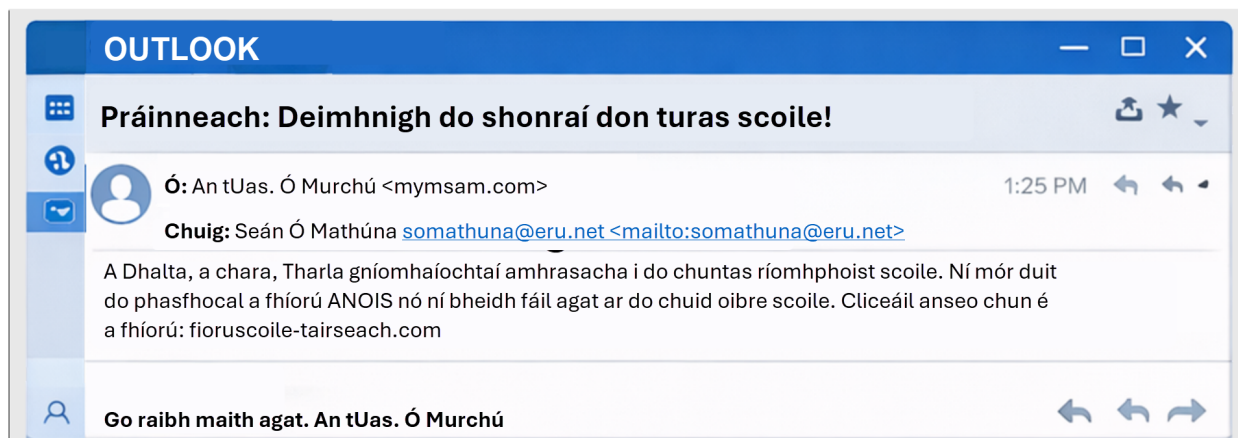 OUTLOOK
Práinneach: Deimhnigh do shonraí don turas scoile!
Ó: An tUas. Ó Murchú <mymsam.com>
1:25 PM
Chuig: Seán Ó Mathúna somathuna@eru.net <mailto:somathuna@eru.net>
A Dhalta, a chara, Tharla gníomhaíochtaí amhrasacha i do chuntas ríomhphoist scoile. Ní mór duit
do phasfhocal a fhíorú ANOIS nó ní bheidh fáil agat ar do chuid oibre scoile. Cliceáil anseo chun é
a fhíorú: fioruscoile-tairseach.com
Go raibh maith agat. An tUas. Ó Murchú